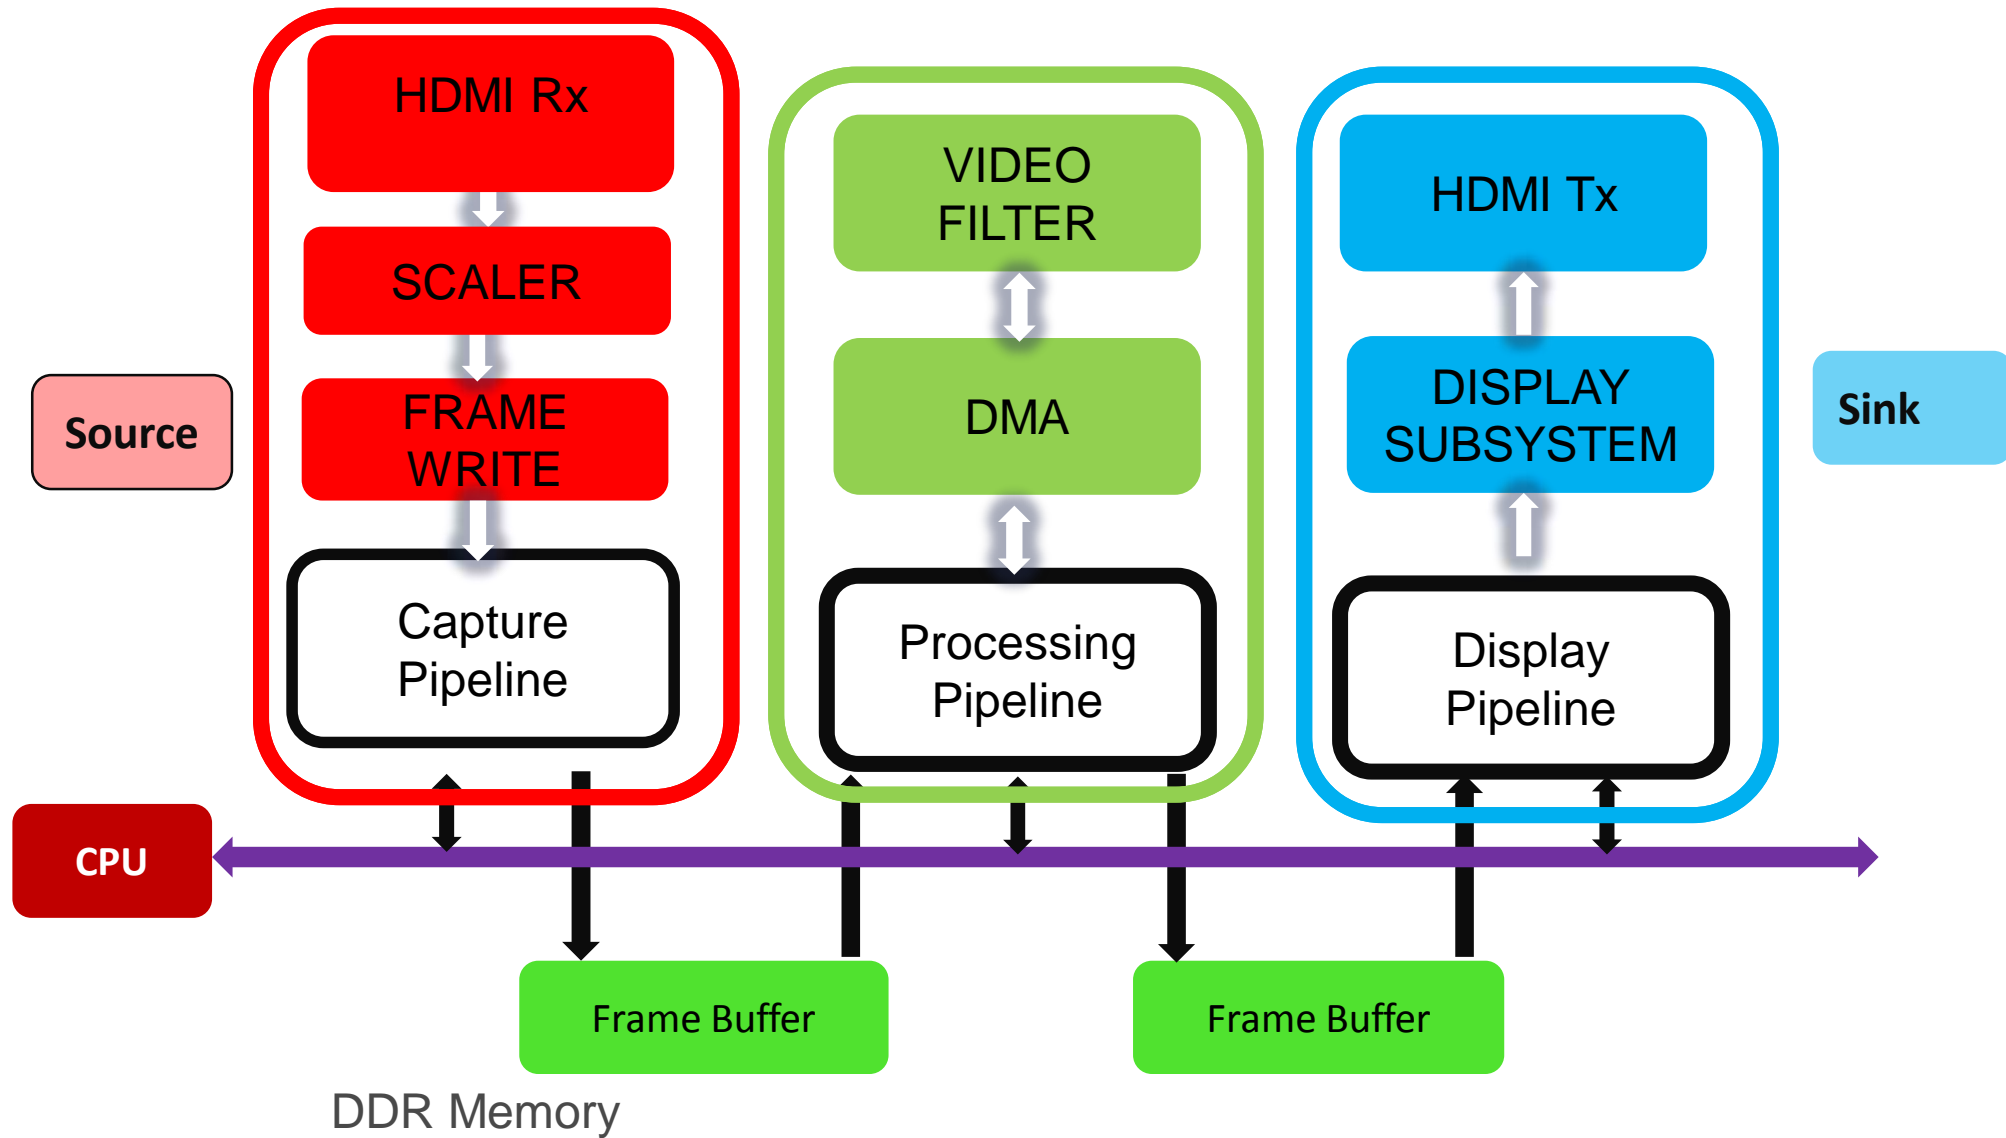 HDMI Rx
SCALER
FRAME
WRITE
Capture
Pipeline
VIDEO
FILTER
DMA
Processing
Pipeline
HDMI Tx
DISPLAY
SUBSYSTEM
Display
Pipeline
Source
Sink
CPU
Frame Buffer
Frame Buffer
DDR Memory